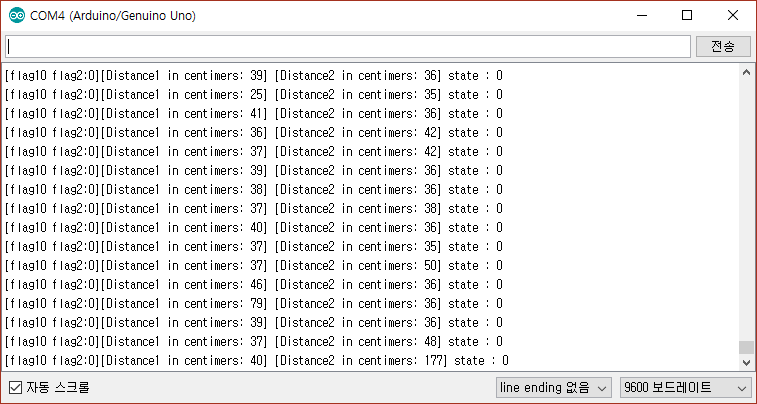 COM4 (Arduino/Genuino Uno)
전송
[flag10 flag2:0][Distance1 in centimers: 39] [Distance2 in centimers: 36] state : 0
[flag10 flag2:0][Distance1 in centimers: 25] [Distance2 in centimers: 35] state : 0
[flag10 flag2:0][Distance1 in centimers: 41] [Distance2 in centimers: 36] state : 0
[flag10 flag2:0][Distance1 in centimers: 36] [Distance2 in centimers: 42] state : 0
[flag10 flag2:0][Distance1 in centimers: 37] [Distance2 in centimers: 42] state : 0
[flag10 flag2:0][Distance1 in centimers: 39] [Distance2 in centimers: 36] state : 0
[flag10 flag2:0][Distance1 in centimers: 38] [Distance2 in centimers: 36] state : 0
[flag10 flag2:0][Distance1 in centimers: 37] [Distance2 in centimers: 38] state : 0
[flag10 flag2:0][Distance1 in centimers: 40] [Distance2 in centimers: 36] state : 0
[flag10 flag2:0][Distance1 in centimers: 37] [Distance2 in centimers: 35] state : 0
[flag10 flag2:0][Distance1 in centimers: 37] [Distance2 in centimers: 50] state : 0
[flag10 flag2:0][Distance1 in centimers: 46] [Distance2 in centimers: 36] state : 0
[flag10 flag2:0][Distance1 in centimers: 79] [Distance2 in centimers: 36] state : 0
[flag10 flag2:0][Distance1 in centimers: 39] [Distance2 in centimers: 36] state : 0
[flag10 flag2:0][Distance1 in centimers: 37] [Distance2 in centimers: 48] state : 0
[flag10 flag2:0][Distance1 in centimers: 40] [Distance2 in centimers: 177] state : 0
자동 스크롤 line ending 없음 9600 보드레이트